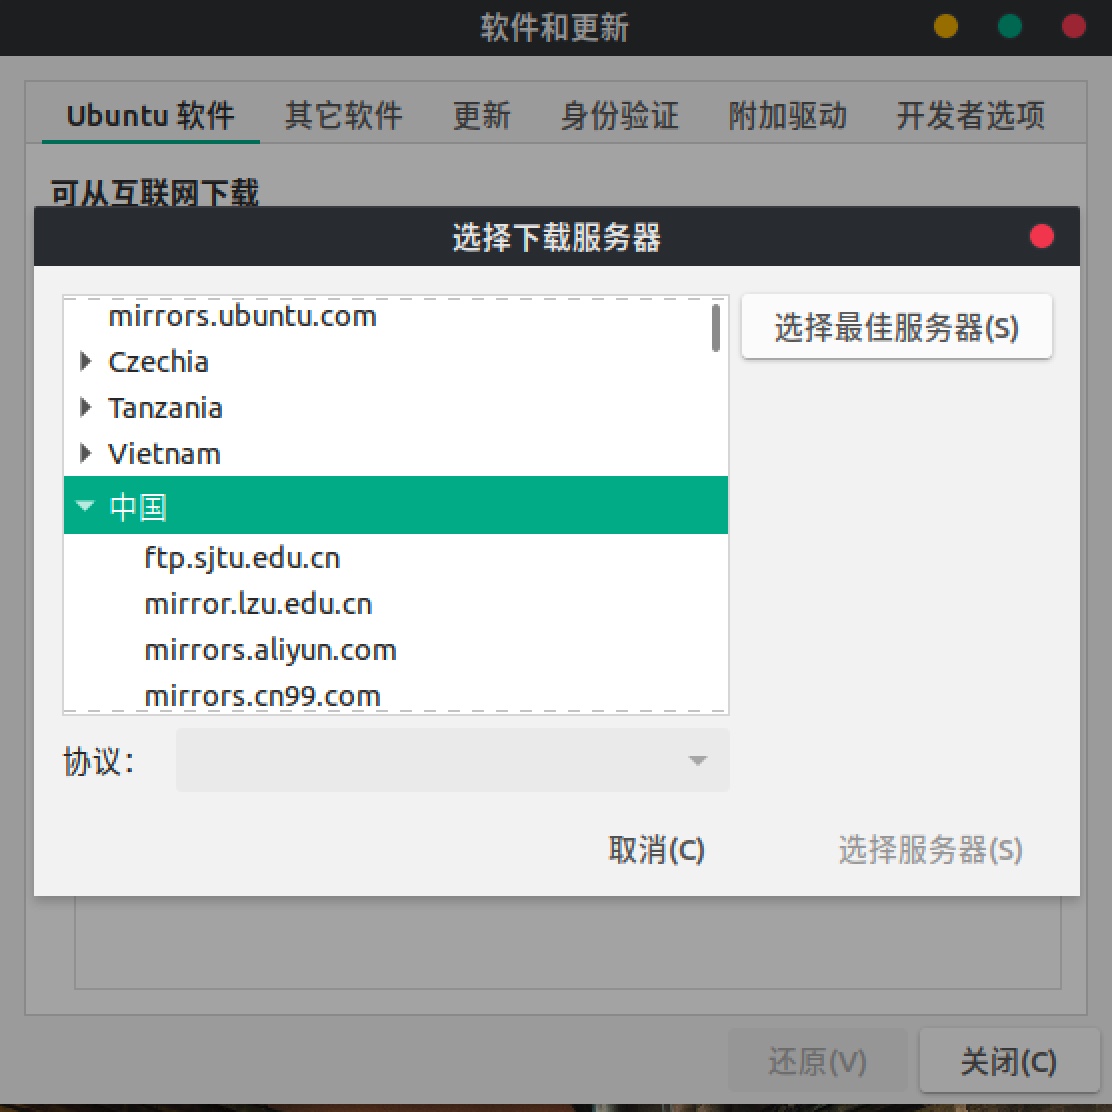 软件和更新
Ubuntu 软件 其它软件 更新 身份验证 附加驱动 开发者选项
可从互联网下载
选择下载服务器
mirrors.ubuntu.com
选择最佳服务器(S)
Czechia
Tanzania
Vietnam
中国
ftp.sjtu.edu.cn
mirror.lzu.edu.cn
mirrors.aliyun.com
mirrors.cn99.com
协议：
取消(C) 选择服务器(S)
还原(V) 关闭(C)